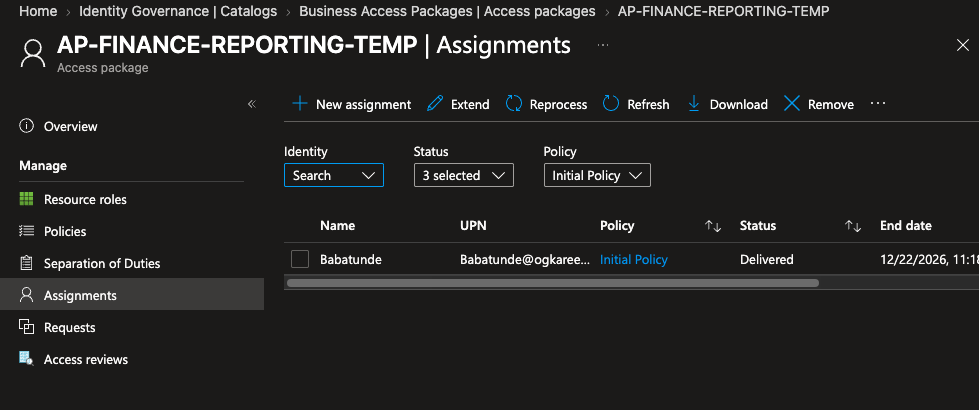 Home > Identity Governance | Catalogs > Business Access Packages | Access packages > AP-FINANCE-REPORTING-TEMP
AP-FINANCE-REPORTING-TEMP | Assignments ...
Access package
New assignment Extend Reprocess Refresh Download Remove ...
Overview
Manage
Resource roles
Policies
Separation of Duties
Assignments
Requests
Access reviews
Identity Status Policy
Search 3 selected Initial Policy
Name UPN Policy Status End date
Babatunde Babatunde@ogkaree... Initial Policy Delivered 12/22/2026, 11:18